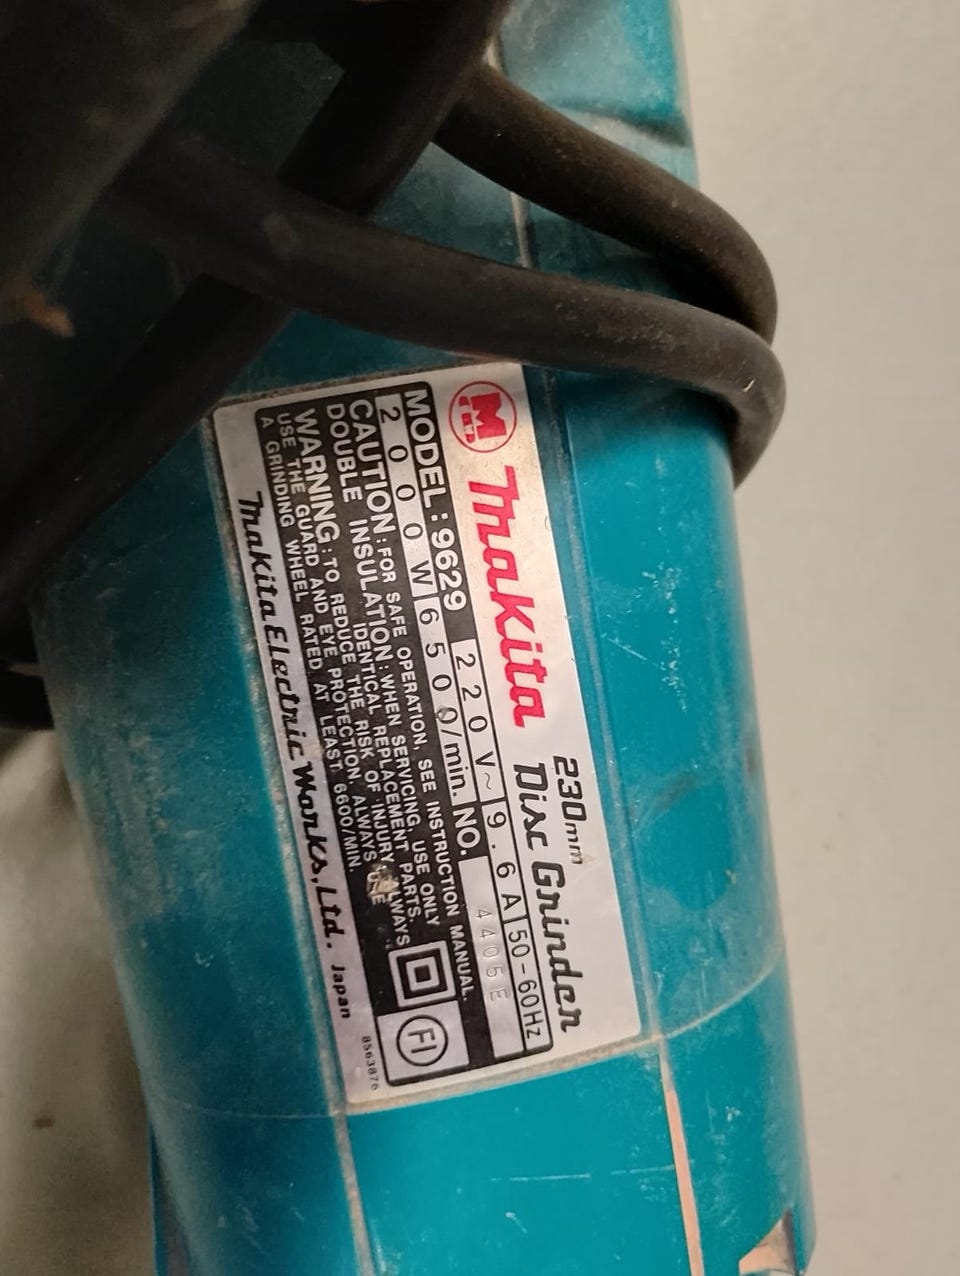 Makita
230mm
Disc Grinder
MODEL:9629 220V~ 9.6A 50-60Hz
2000W 6500/min. NO. 4405E
CAUTION: FOR SAFE OPERATION, SEE INSTRUCTION MANUAL.
DOUBLE INSULATION: WHEN SERVICING, USE ONLY
IDENTICAL REPLACEMENT PARTS.
WARNING: TO REDUCE THE RISK OF INJURY: ALWAYS
USE THE GUARD AND EYE PROTECTION. ALWAYS USE
A GRINDING WHEEL RATED AT LEAST 6600/MIN.
FI
Makita Electric Works, Ltd. Japan
8563876